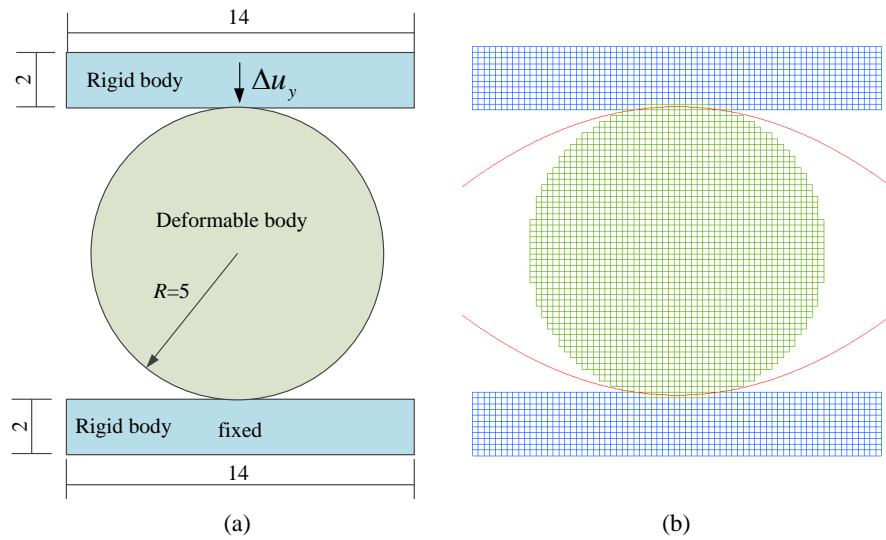 14
2
Rigid body
Δu_y
Deformable body
R=5
2
Rigid body
fixed
14
(a)
(b)